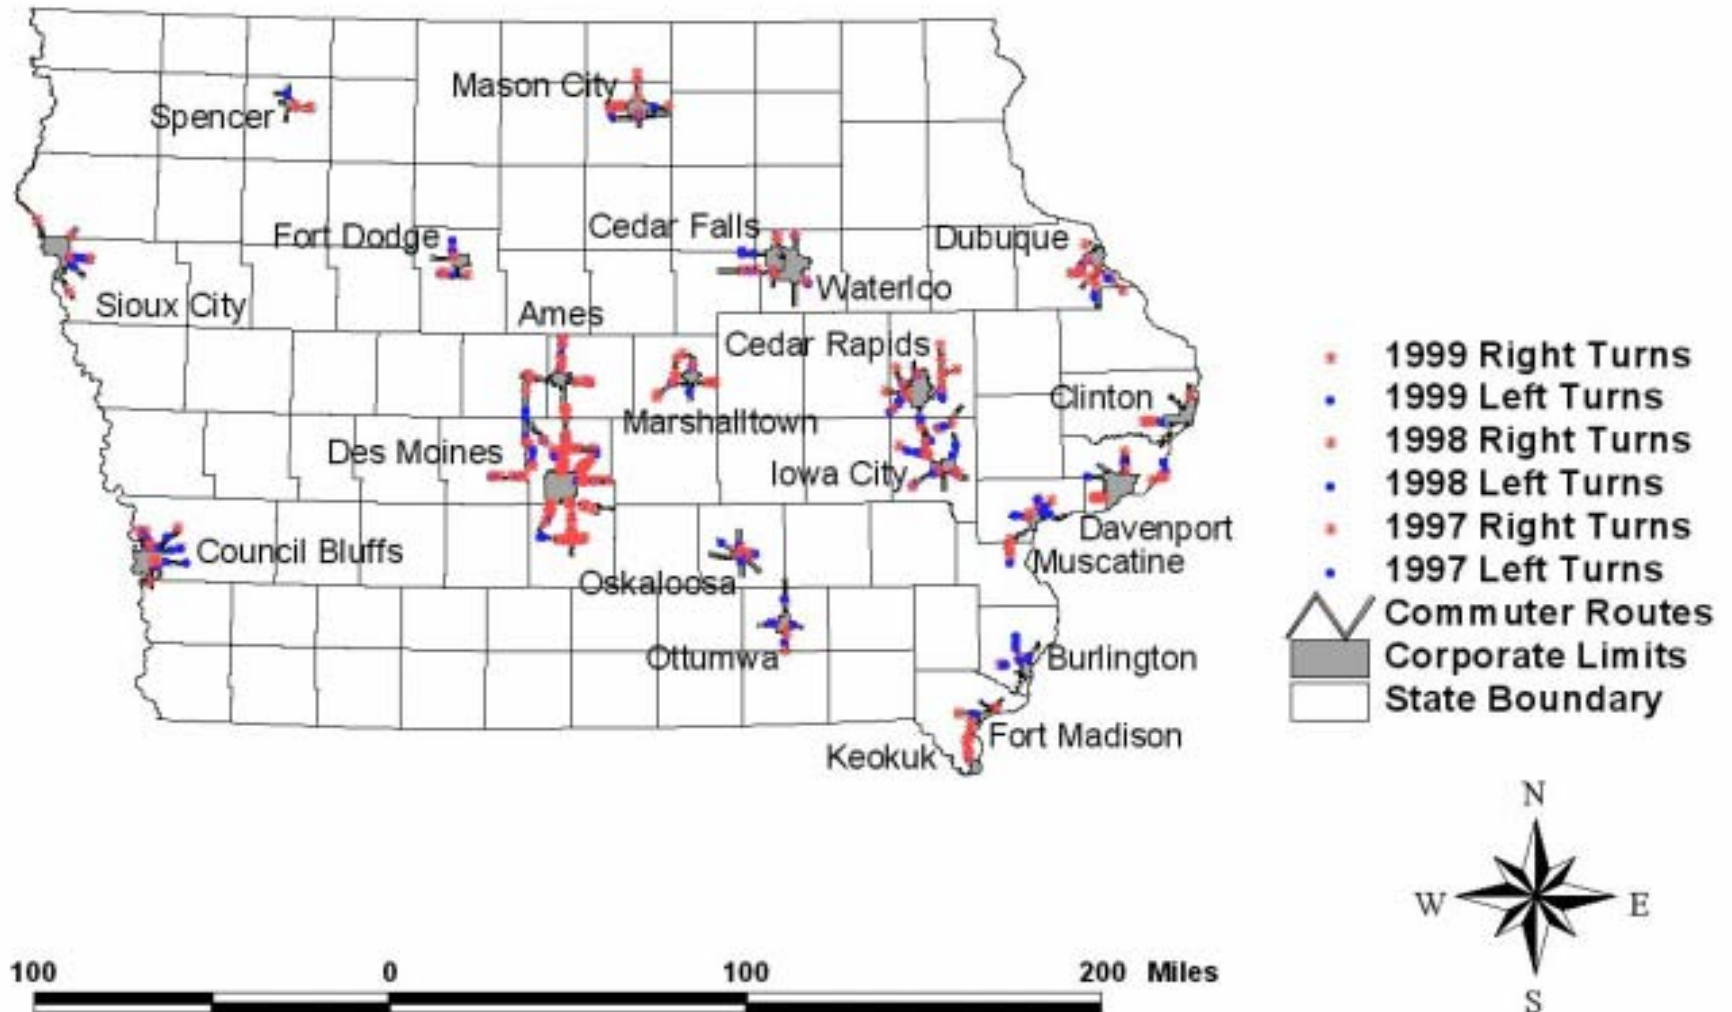 Mason City
Spencer
Fort Dodge
Cedar Falls
Dubuque
Waterloo
Sioux City
Ames
Cedar Rapids
Clinton
Marshalltown
Des Moines
Iowa City
Davenport
Council Bluffs
Muscatine
Oskaloosa
Ottumwa
Burlington
Fort Madison
Keokuk
1999 Right Turns
1999 Left Turns
1998 Right Turns
1998 Left Turns
1997 Right Turns
1997 Left Turns
Commuter Routes
Corporate Limits
State Boundary
N
W E
S
100 0 100 200 Miles